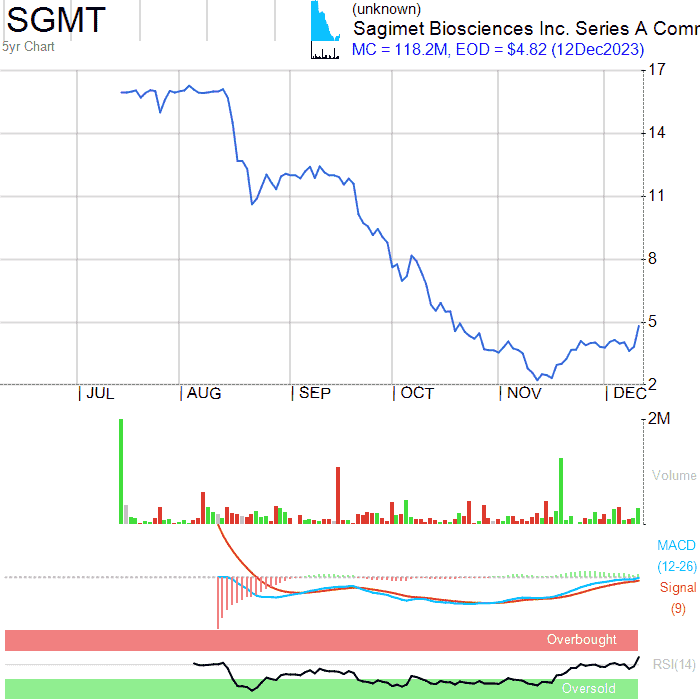 SGMT
5yr Chart
(unknown)
Sagimet Biosciences Inc. Series A Comm
MC = 118.2M, EOD = $4.82 (12Dec2023)
17
14
11
8
5
2
| JUL | AUG | SEP | OCT | NOV | DEC
2M
Volume
MACD
(12-26)
Signal
(9)
Overbought
RSI(14)
Oversold